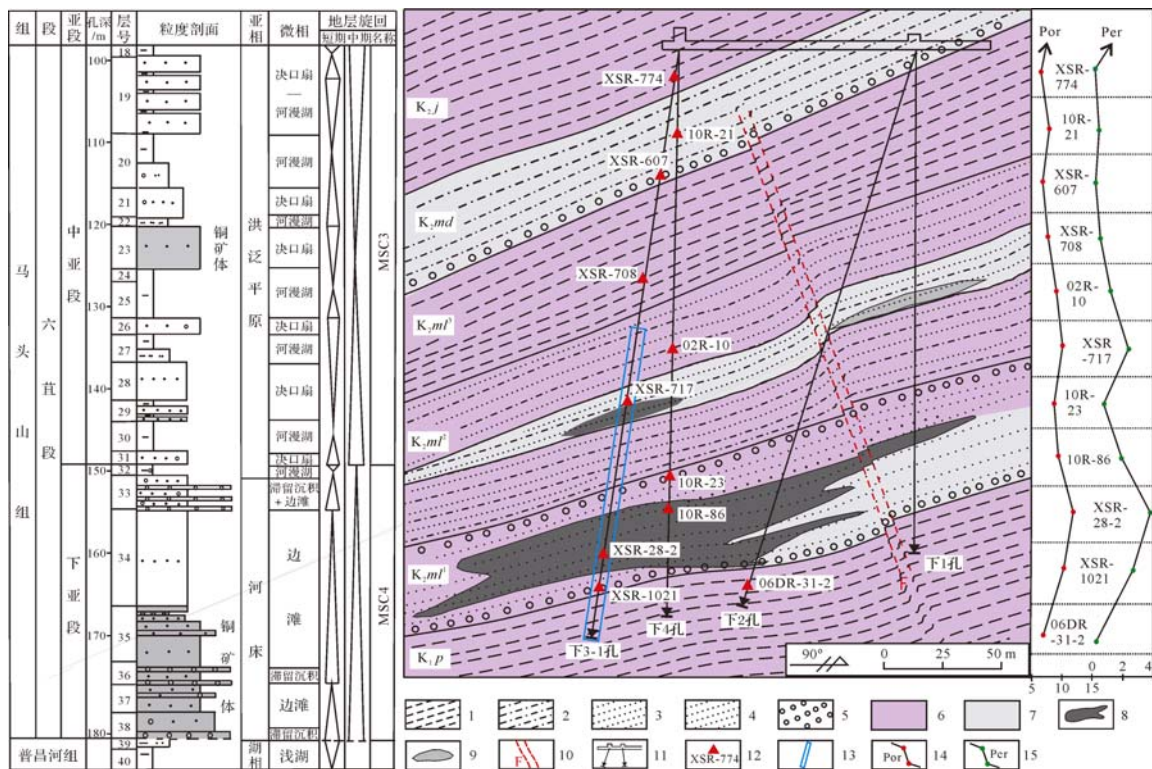 组 段 亚段 孔深/m 层号 粒度剖面 亚相 微相 地层旋回
短期 中期 名称
马头山组
普昌河组
六苴段
中亚段
下亚段
100
110
120
130
140
150
160
170
180
18
19
20
21
22
23
24
25
26
27
28
29
30
31
32
33
34
35
36
37
38
39
40
铜矿体
铜矿体
洪泛平原
河床
湖相
决口扇
—
河漫湖
河漫湖
决口扇
河漫湖
决口扇
河漫湖
决口扇
河漫湖
决口扇
河漫湖
决口扇
河漫湖
滞留沉积
+边滩
边滩
滞留沉积
边滩
滞留沉积
浅湖
MSC3
MSC4
K₂j
K₂md
K₂ml³
K₂ml²
K₂ml¹
K₁p
XSR-774
10R-21
XSR-607
XSR-708
02R-10
XSR-717
10R-23
10R-86
XSR-28-2
XSR-1021
06DR-31-2
下3-1孔
下4孔
下2孔
下1孔
90°
0 25 50 m
Por Per
XSR-
774
10R-
21
XSR-
607
XSR-
708
02R-
10
XSR
-717
10R-
23
10R-86
XSR-
28-2
XSR-
1021
06DR
-31-2
5 10 15
0 2 4
1 2 3 4 5 6 7 8
9 F 10 11 XSR-774 12 13 Por 14 Per 15